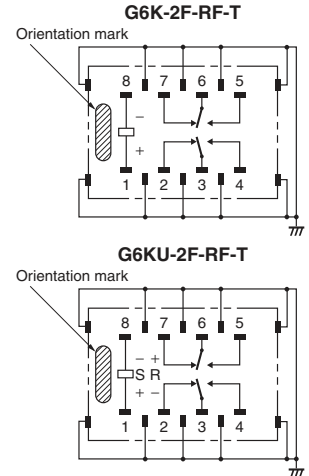 G6K-2F-RF-T
Orientation mark
8 7 6 5
−
+
1 2 3 4
G6KU-2F-RF-T
Orientation mark
8 7 6 5
− +
S R
+ −
1 2 3 4